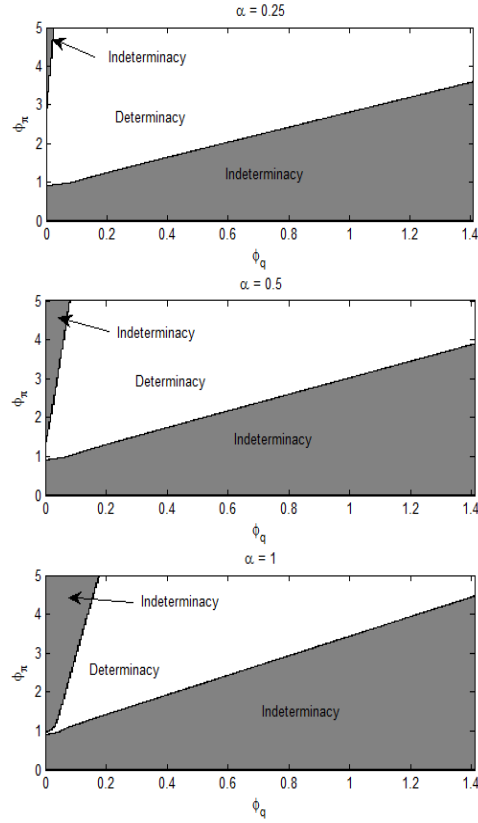 α = 0.25
5
Indeterminacy
4
3
Determinacy
φπ
2
Indeterminacy
1
0
0 0.2 0.4 0.6 0.8 1 1.2 1.4
φq
α = 0.5
5
Indeterminacy
4
3
Determinacy
φπ
2
Indeterminacy
1
0
0 0.2 0.4 0.6 0.8 1 1.2 1.4
φq
α = 1
5
Indeterminacy
4
3
Determinacy
φπ
2
Indeterminacy
1
0
0 0.2 0.4 0.6 0.8 1 1.2 1.4
φq